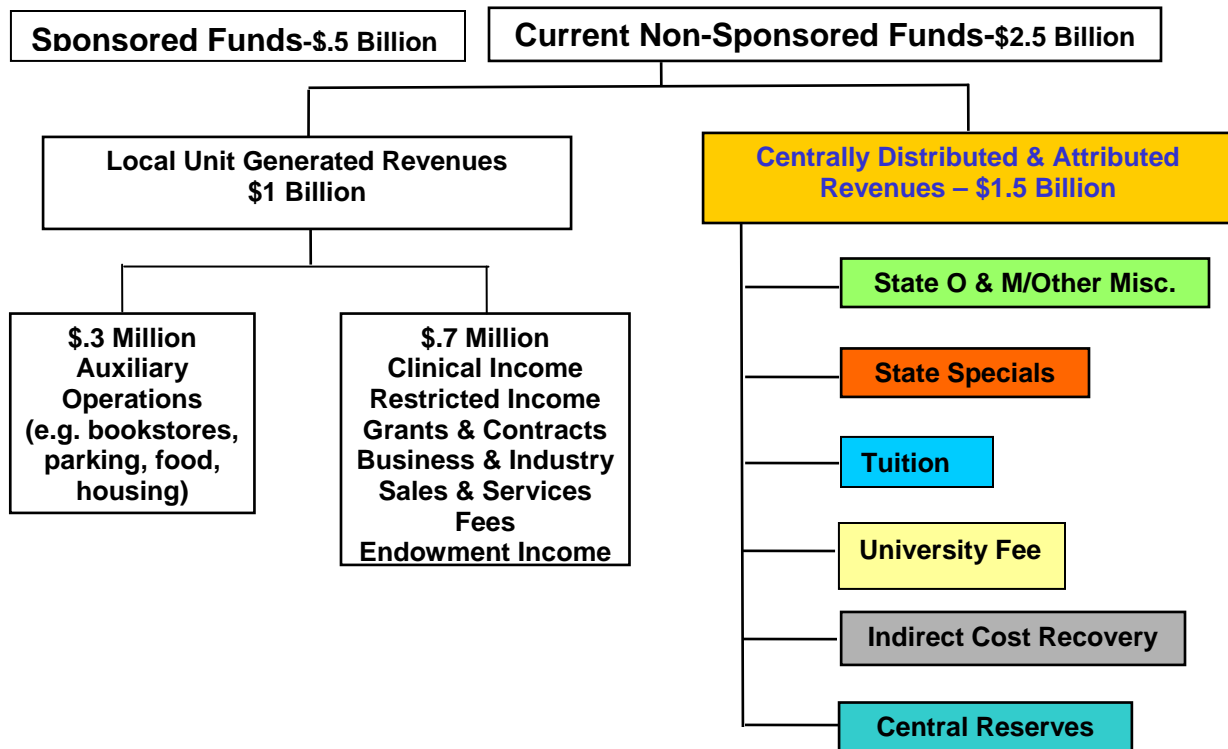 Sponsored Funds-$.5 Billion
Current Non-Sponsored Funds-$2.5 Billion
Local Unit Generated Revenues
$1 Billion
Centrally Distributed & Attributed
Revenues – $1.5 Billion
$.3 Million
Auxiliary
Operations
(e.g. bookstores,
parking, food,
housing)
$.7 Million
Clinical Income
Restricted Income
Grants & Contracts
Business & Industry
Sales & Services
Fees
Endowment Income
State O & M/Other Misc.
State Specials
Tuition
University Fee
Indirect Cost Recovery
Central Reserves